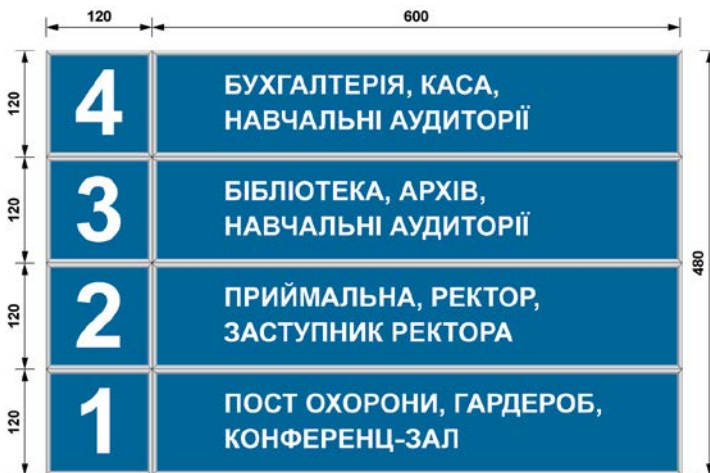 120 600
120 4 БУХГАЛТЕРІЯ, КАСА,
НАВЧАЛЬНІ АУДИТОРІЇ
120 3 БІБЛІОТЕКА, АРХІВ,
НАВЧАЛЬНІ АУДИТОРІЇ
480
120 2 ПРИЙМАЛЬНА, РЕКТОР,
ЗАСТУПНИК РЕКТОРА
120 1 ПОСТ ОХОРОНИ, ГАРДЕРОБ,
КОНФЕРЕНЦ-ЗАЛ